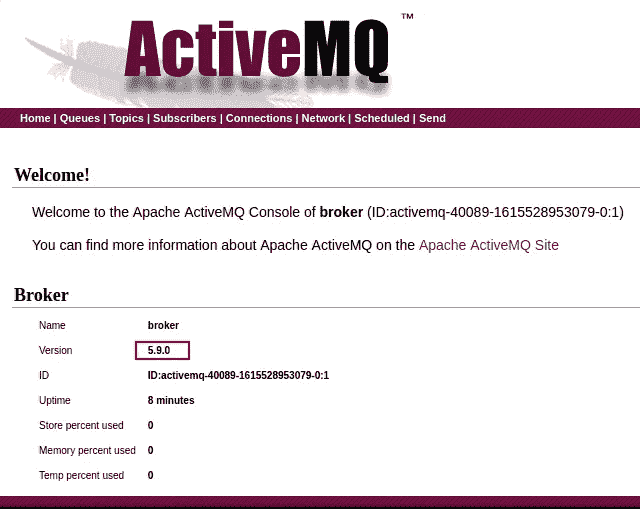 ActiveMQ ™
Home | Queues | Topics | Subscribers | Connections | Network | Scheduled | Send
Welcome!
Welcome to the Apache ActiveMQ Console of broker (ID:activemq-40089-1615528953079-0:1)
You can find more information about Apache ActiveMQ on the Apache ActiveMQ Site
Broker
Name broker
Version 5.9.0
ID ID:activemq-40089-1615528953079-0:1
Uptime 8 minutes
Store percent used 0
Memory percent used 0
Temp percent used 0